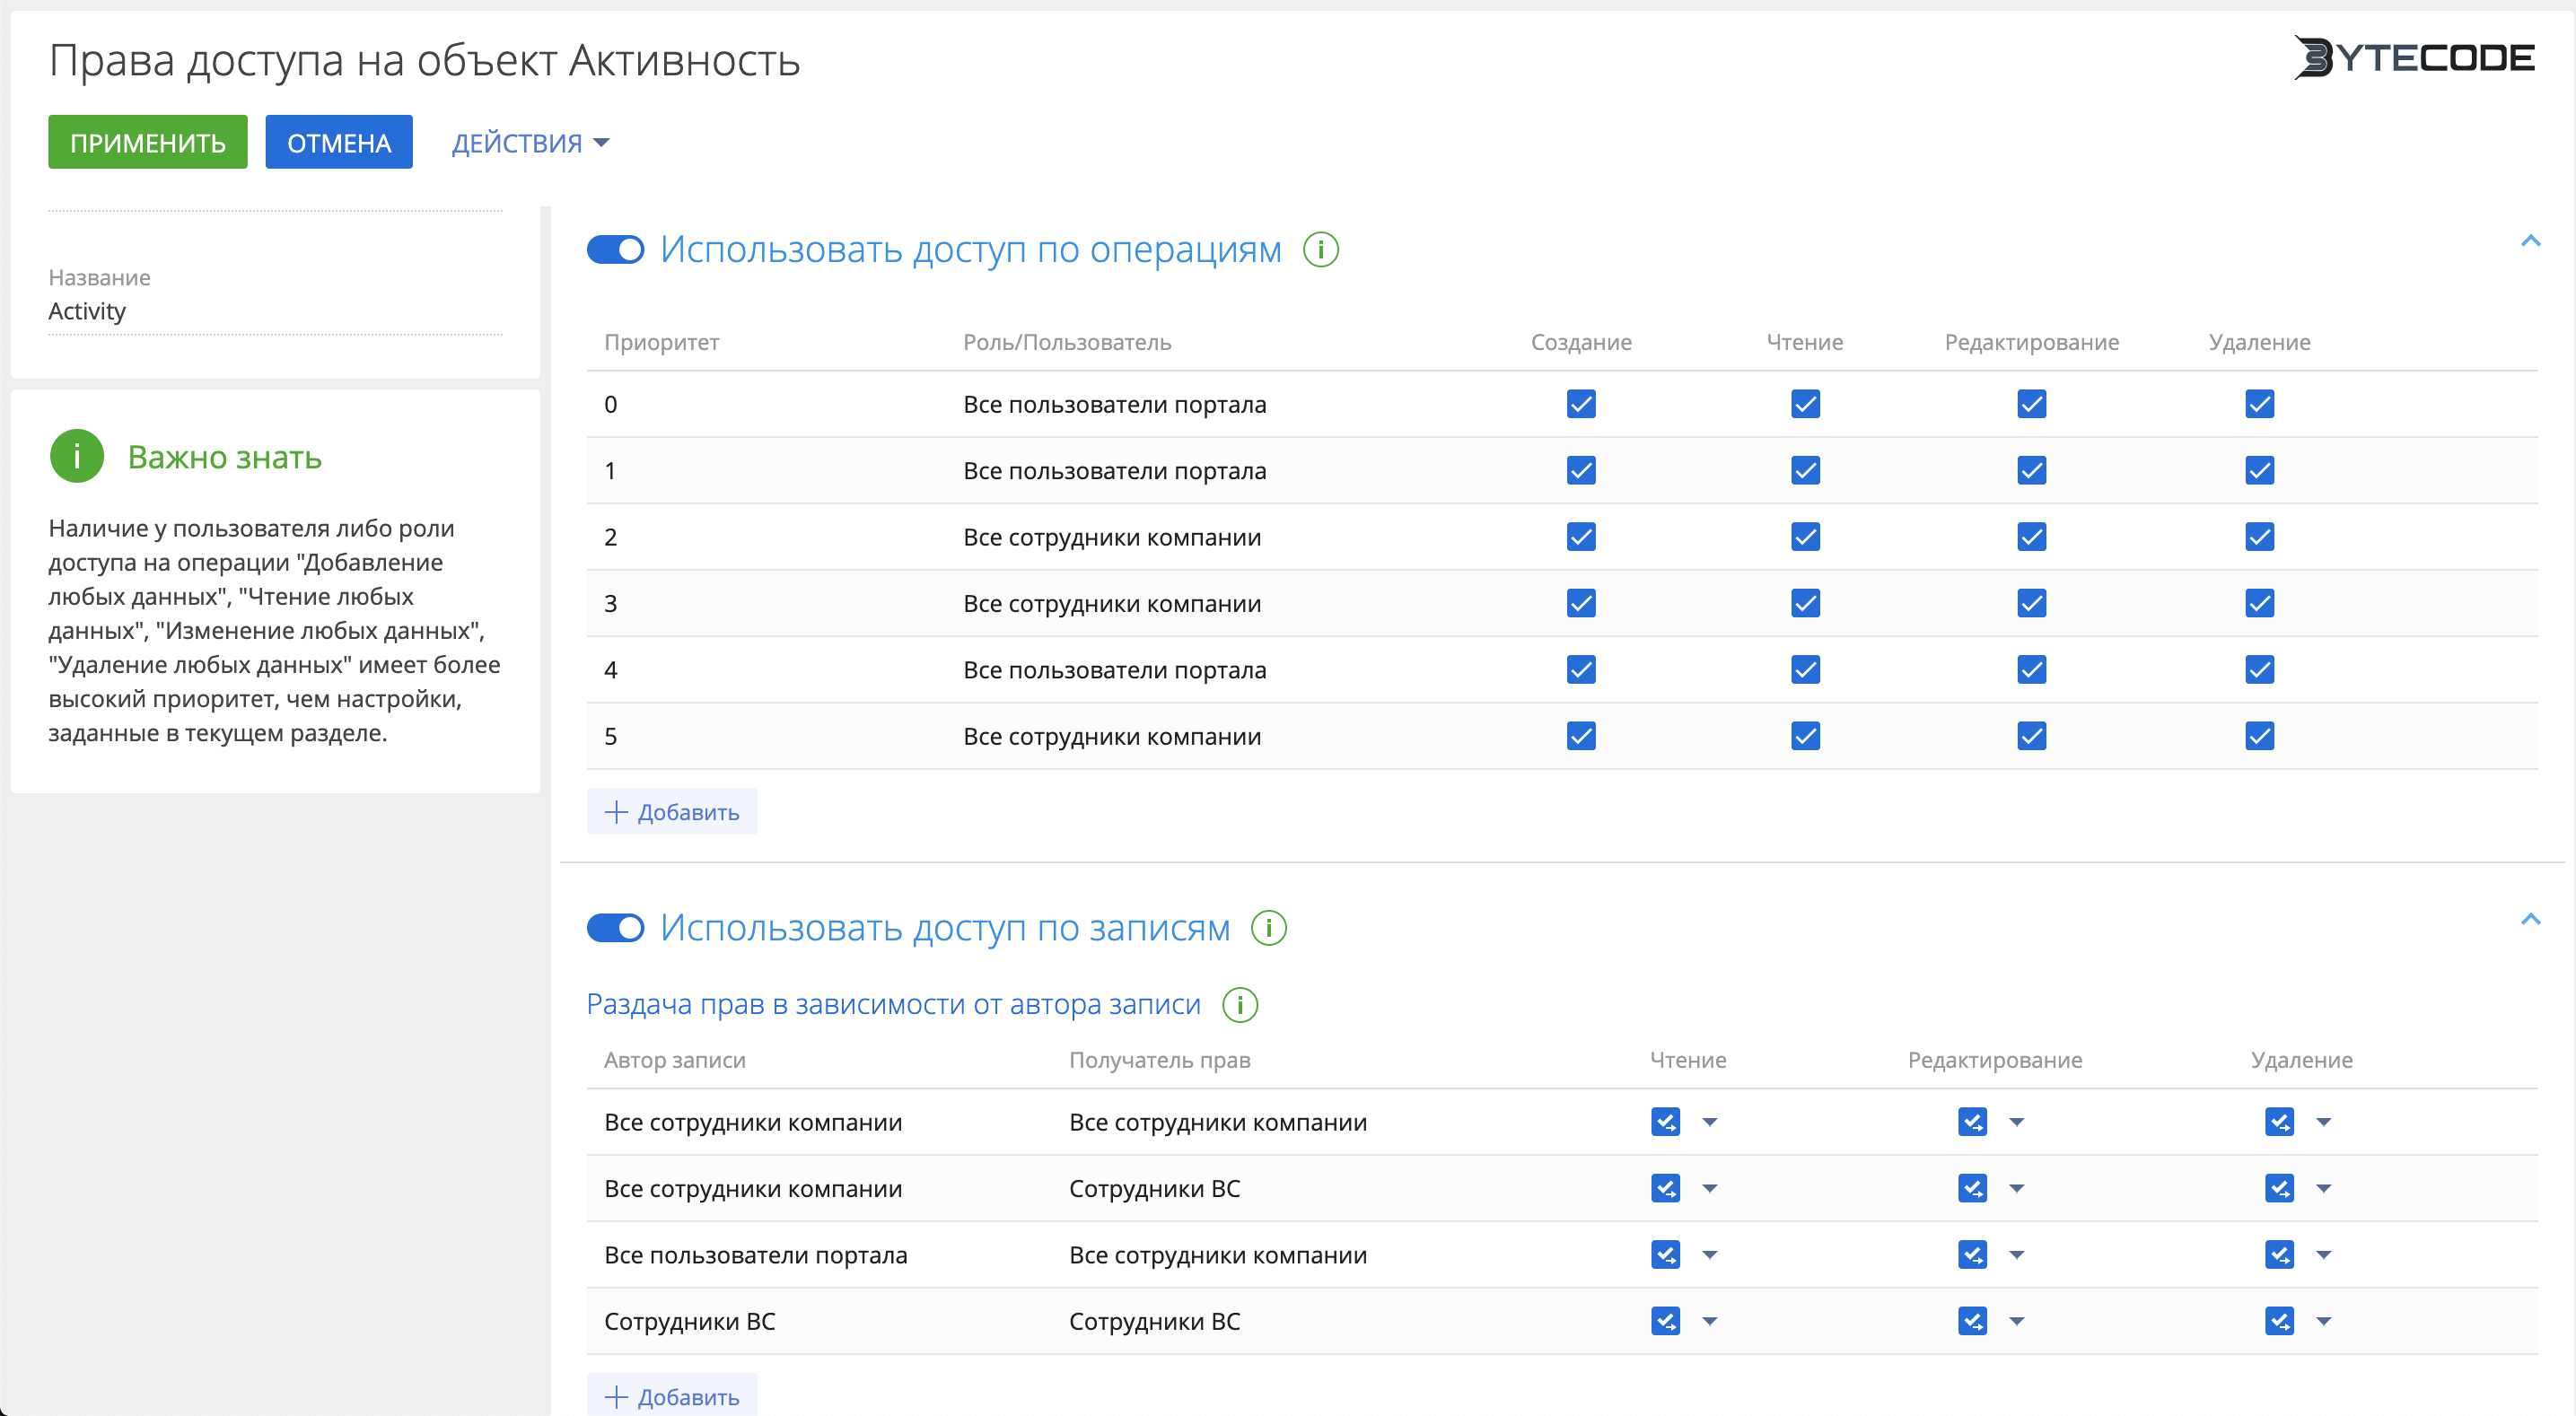 Права доступа на объект Активность
BYTECODE
ПРИМЕНИТЬ ОТМЕНА ДЕЙСТВИЯ
Название
Activity
i Важно знать
Наличие у пользователя либо роли
доступа на операции "Добавление
любых данных", "Чтение любых
данных", "Изменение любых данных",
"Удаление любых данных" имеет более
высокий приоритет, чем настройки,
заданные в текущем разделе.
Использовать доступ по операциям i
Приоритет Роль/Пользователь Создание Чтение Редактирование Удаление
0 Все пользователи портала
1 Все пользователи портала
2 Все сотрудники компании
3 Все сотрудники компании
4 Все пользователи портала
5 Все сотрудники компании
+ Добавить
Использовать доступ по записям i
Раздача прав в зависимости от автора записи i
Автор записи Получатель прав Чтение Редактирование Удаление
Все сотрудники компании Все сотрудники компании
Все сотрудники компании Сотрудники ВС
Все пользователи портала Все сотрудники компании
Сотрудники ВС Сотрудники ВС
+ Добавить